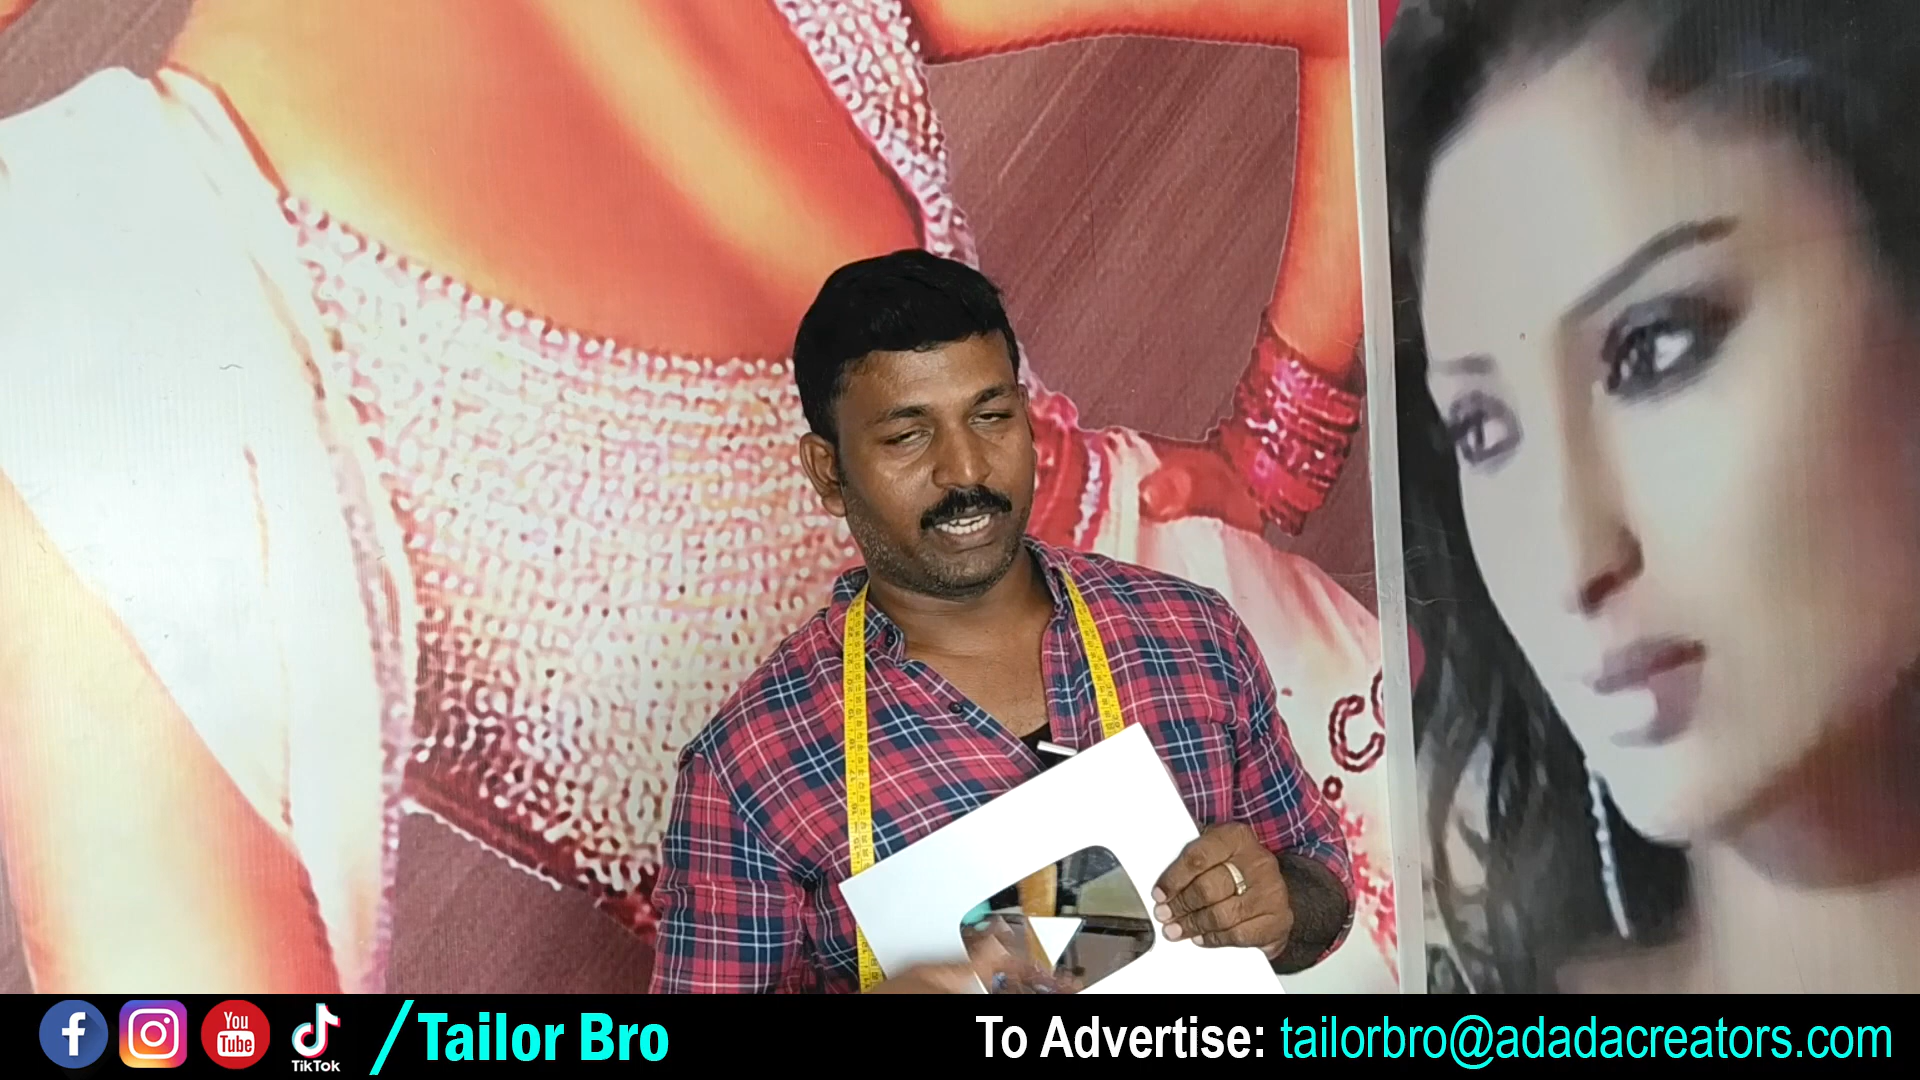 .c
You
Tube
TikTok
/Tailor Bro
To Advertise: tailorbro@adadacreators.com